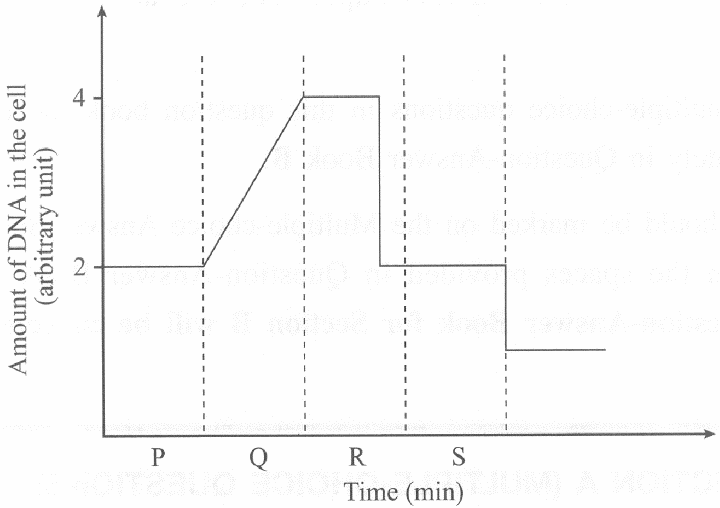 Amount of DNA in the cell
(arbitrary unit)
4
2
P Q R S
Time (min)